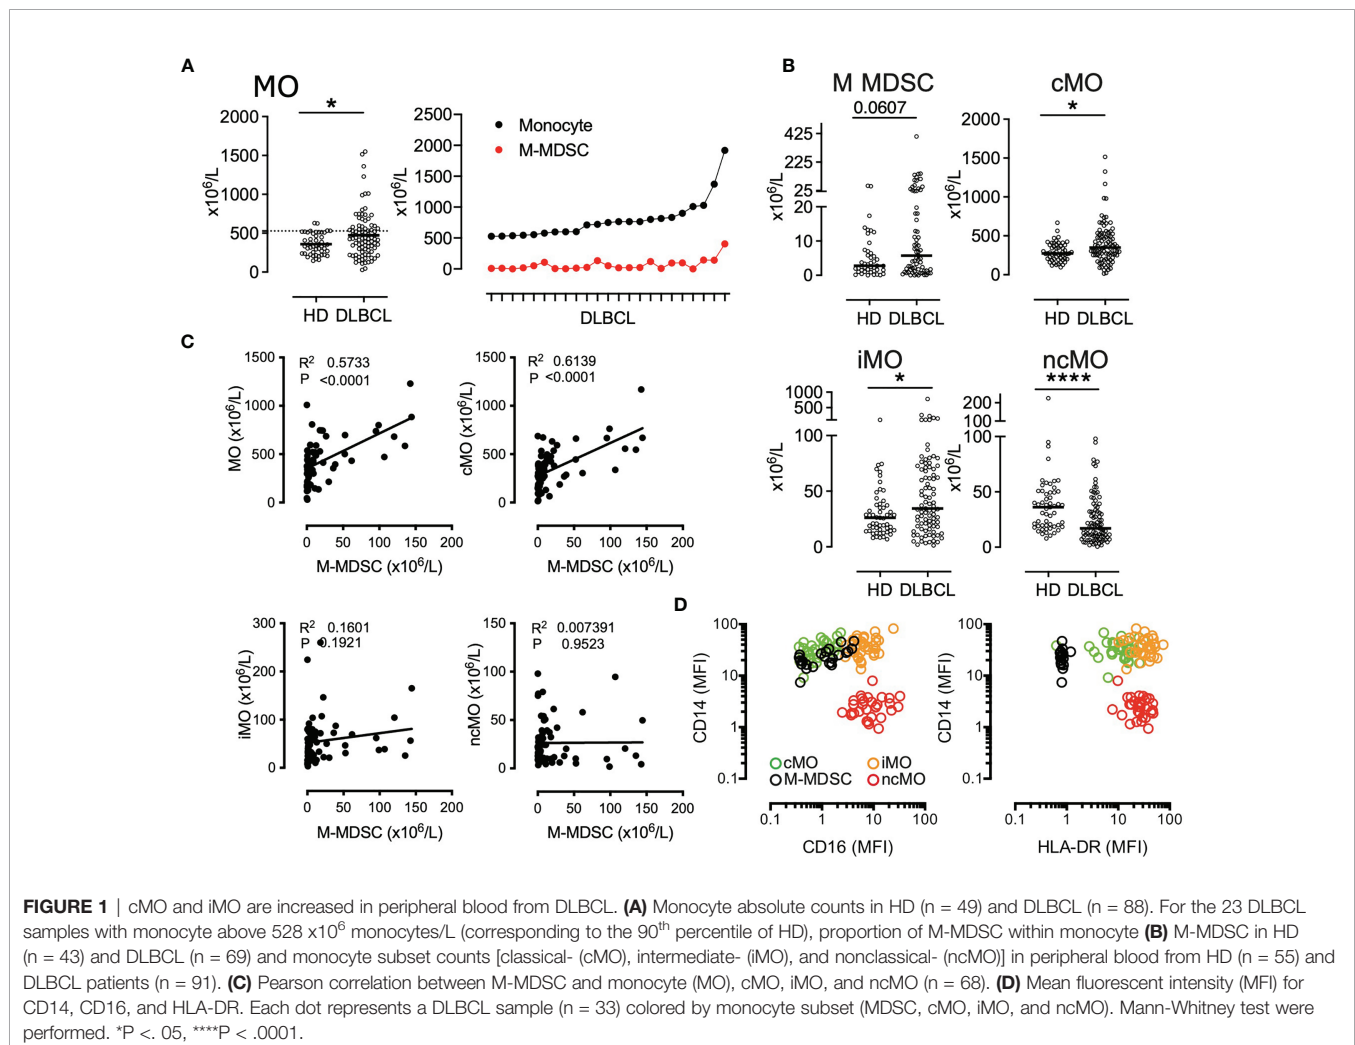 A
MO
*
2000
1500
1000
500
0
x10⁶/L
HD DLBCL
2500
2000
1500
1000
500
0
x10⁶/L
Monocyte
M-MDSC
DLBCL
B
M MDSC
0.0607
425
225
25
20
10
0
x10⁶/L
HD DLBCL
cMO
*
2000
1500
1000
500
0
x10⁶/L
HD DLBCL
iMO
*
1000
500
100
50
0
x10⁶/L
HD DLBCL
ncMO
****
200
100
100
50
0
x10⁶/L
HD DLBCL
C
R² 0.5733
P <0.0001
1500
1000
500
0
MO (x10⁶/L)
0 50 100 150 200
M-MDSC (x10⁶/L)
R² 0.6139
P <0.0001
1500
1000
500
0
cMO (x10⁶/L)
0 50 100 150 200
M-MDSC (x10⁶/L)
R² 0.1601
P 0.1921
300
200
100
0
iMO (x10⁶/L)
0 50 100 150 200
M-MDSC (x10⁶/L)
R² 0.007391
P 0.9523
150
100
50
0
ncMO (x10⁶/L)
0 50 100 150 200
M-MDSC (x10⁶/L)
D
100
10
1
0.1
CD14 (MFI)
cMO iMO
M-MDSC ncMO
0.1 1 10 100
CD16 (MFI)
100
10
1
0.1
CD14 (MFI)
0.1 1 10 100
HLA-DR (MFI)
FIGURE 1 | cMO and iMO are increased in peripheral blood from DLBCL. (A) Monocyte absolute counts in HD (n = 49) and DLBCL (n = 88). For the 23 DLBCL
samples with monocyte above 528 x10⁶ monocytes/L (corresponding to the 90th percentile of HD), proportion of M-MDSC within monocyte (B) M-MDSC in HD
(n = 43) and DLBCL (n = 69) and monocyte subset counts [classical- (cMO), intermediate- (iMO), and nonclassical- (ncMO)] in peripheral blood from HD (n = 55) and
DLBCL patients (n = 91). (C) Pearson correlation between M-MDSC and monocyte (MO), cMO, iMO, and ncMO (n = 68). (D) Mean fluorescent intensity (MFI) for
CD14, CD16, and HLA-DR. Each dot represents a DLBCL sample (n = 33) colored by monocyte subset (MDSC, cMO, iMO, and ncMO). Mann-Whitney test were
performed. *P <. 05, ****P < .0001.